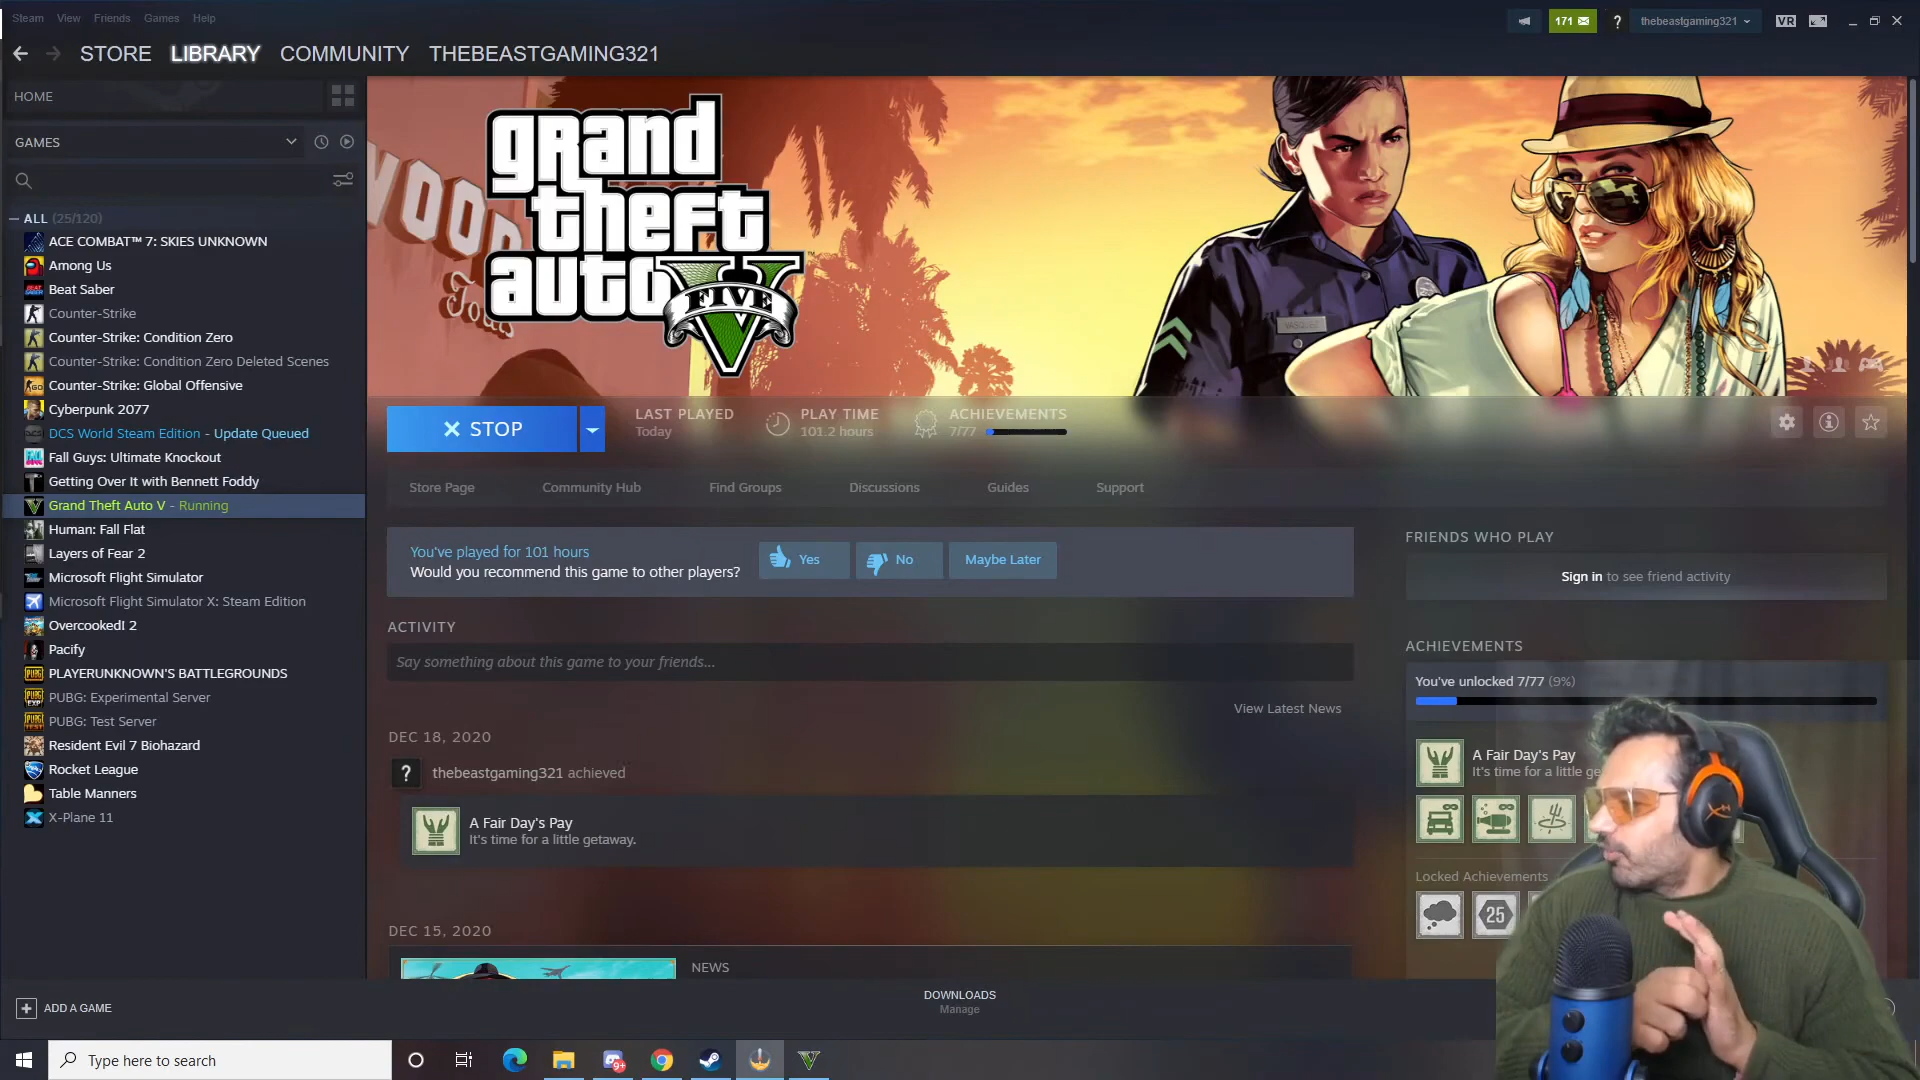 Steam View Friends Games Help
171
?
thebeastgaming321
VR
STORE LIBRARY COMMUNITY THEBEASTGAMING321
HOME
GAMES
ALL (25/120)
ACE COMBAT™ 7: SKIES UNKNOWN
Among Us
Beat Saber
Counter-Strike
Counter-Strike: Condition Zero
Counter-Strike: Condition Zero Deleted Scenes
Counter-Strike: Global Offensive
Cyberpunk 2077
DCS World Steam Edition - Update Queued
Fall Guys: Ultimate Knockout
Getting Over It with Bennett Foddy
Grand Theft Auto V - Running
Human: Fall Flat
Layers of Fear 2
Microsoft Flight Simulator
Microsoft Flight Simulator X: Steam Edition
Overcooked! 2
Pacify
PLAYERUNKNOWN'S BATTLEGROUNDS
PUBG: Experimental Server
PUBG: Test Server
Resident Evil 7 Biohazard
Rocket League
Table Manners
X-Plane 11
ADD A GAME
grand
theft
auto V
FIVE
VASQUEZ
STOP
LAST PLAYED
Today
PLAY TIME
101.2 hours
ACHIEVEMENTS
7/77
Store Page Community Hub Find Groups Discussions Guides Support
You've played for 101 hours
Would you recommend this game to other players?
Yes No Maybe Later
ACTIVITY
Say something about this game to your friends...
View Latest News
DEC 18, 2020
? thebeastgaming321 achieved
A Fair Day's Pay
It's time for a little getaway.
DEC 15, 2020
NEWS
FRIENDS WHO PLAY
Sign in to see friend activity
ACHIEVEMENTS
You've unlocked 7/77 (9%)
A Fair Day's Pay
It's time for a little
Locked Achievements
25
DOWNLOADS
Manage
Type here to search
9+